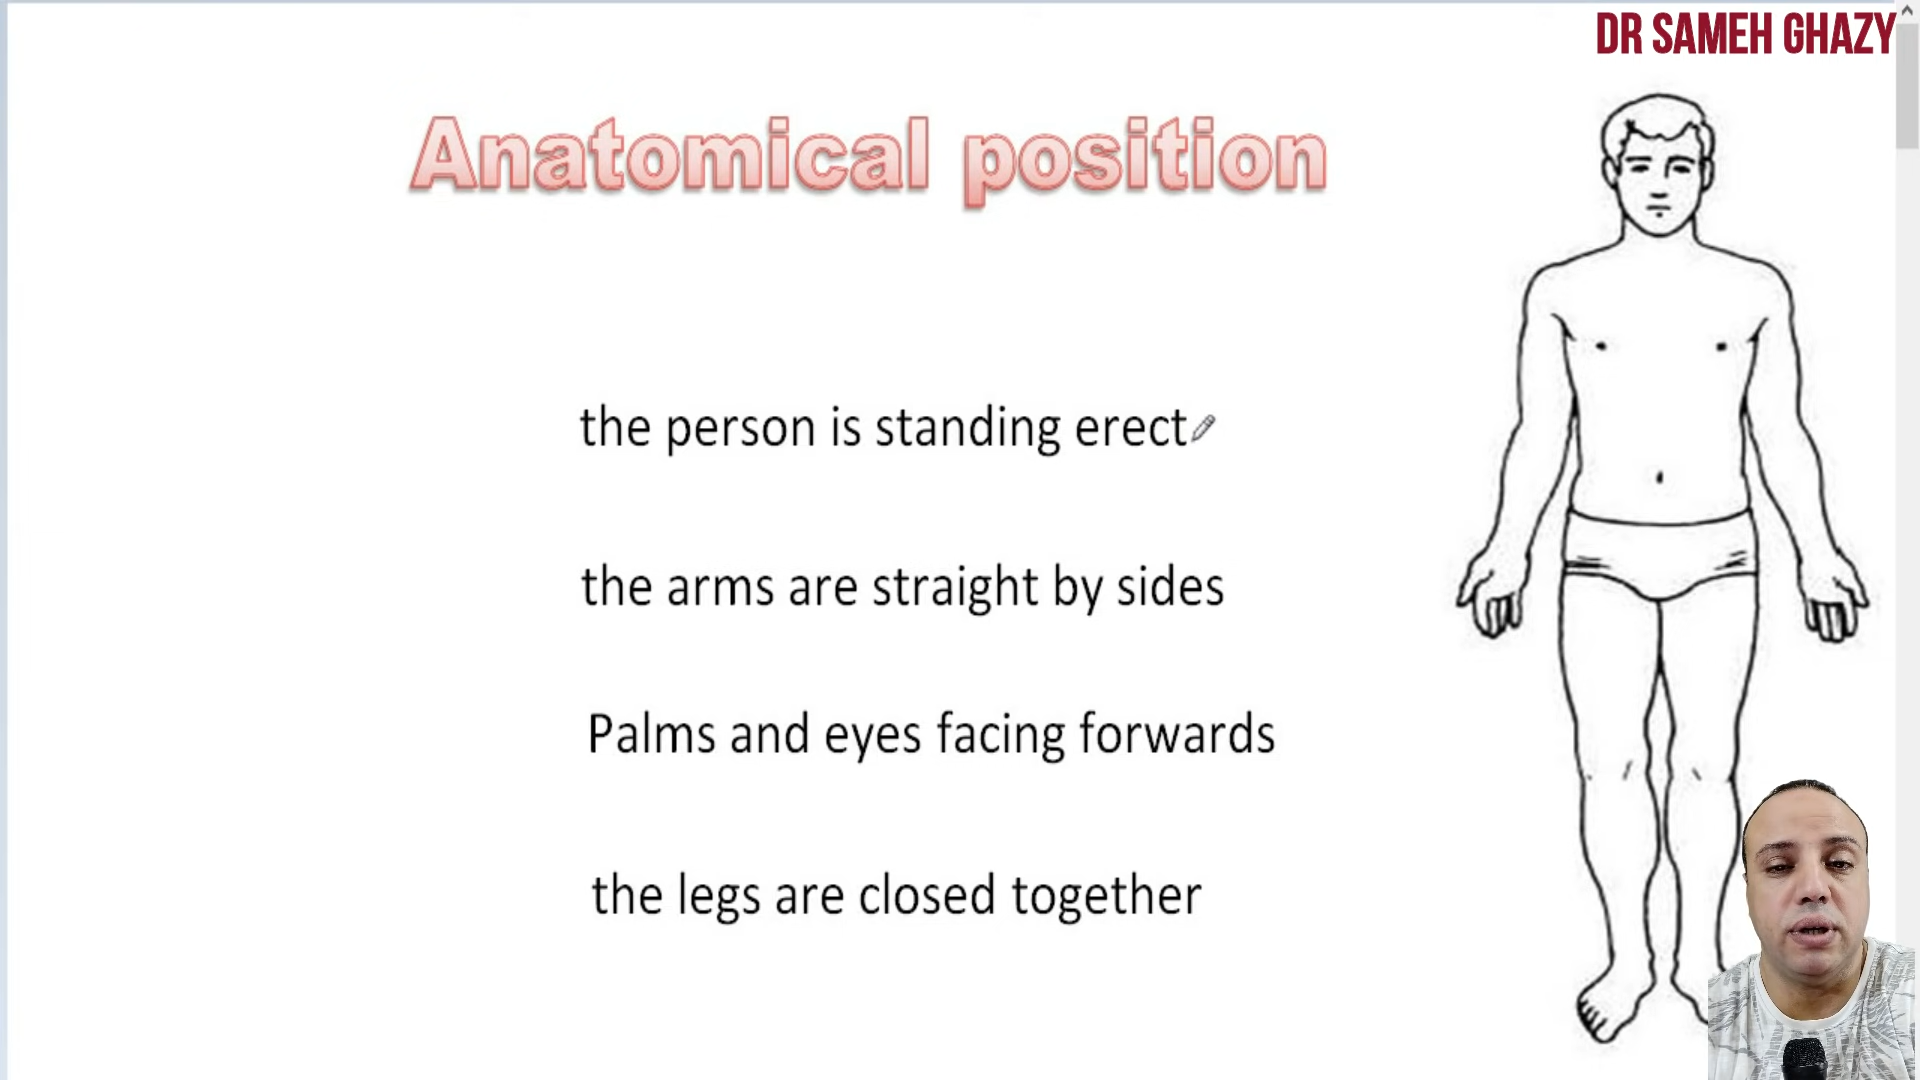 DR SAMEH GHAZY
Anatomical position
the person is standing erect
the arms are straight by sides
Palms and eyes facing forwards
the legs are closed together